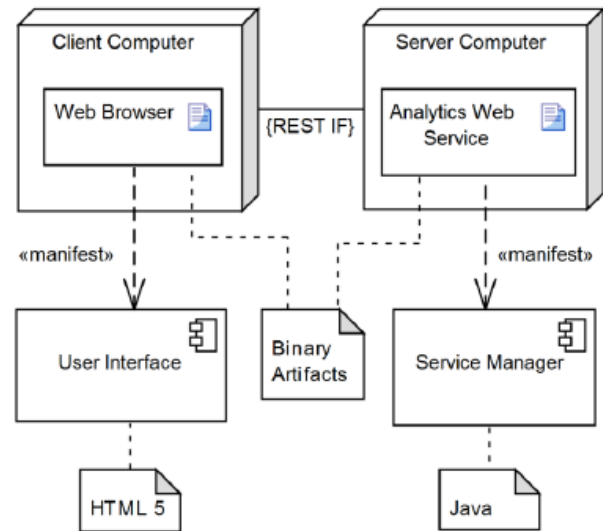 Client Computer
Server Computer
Web Browser
{REST IF}
Analytics Web
Service
«manifest»
«manifest»
User Interface
Binary
Artifacts
Service Manager
HTML 5
Java